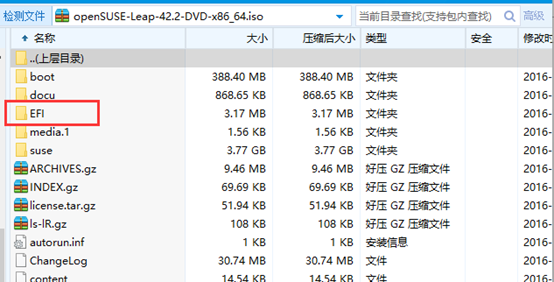 检测文件 openSUSE-Leap-42.2-DVD-x86_64.iso 当前目录查找(支持包内查找) 高级
名称 大小 压缩后大小 类型 安全 修改时
..(上层目录)
boot 388.40 MB 388.40 MB 文件夹 2016-
docu 868.65 KB 868.65 KB 文件夹 2016-
EFI 3.17 MB 3.17 MB 文件夹 2016-
media.1 1.56 KB 1.56 KB 文件夹 2016-
suse 3.77 GB 3.77 GB 文件夹 2016-
ARCHIVES.gz 9.46 MB 9.46 MB 好压 GZ 压缩文件 2016-
INDEX.gz 69.69 KB 69.69 KB 好压 GZ 压缩文件 2016-
license.tar.gz 51.94 KB 51.94 KB 好压 GZ 压缩文件 2016-
ls-lR.gz 108 KB 108 KB 好压 GZ 压缩文件 2016-
autorun.inf 1 KB 1 KB 安装信息 2016-
ChangeLog 30.74 MB 30.74 MB 文件 2016-
content 14.54 KB 14.54 KB 文件 2016-